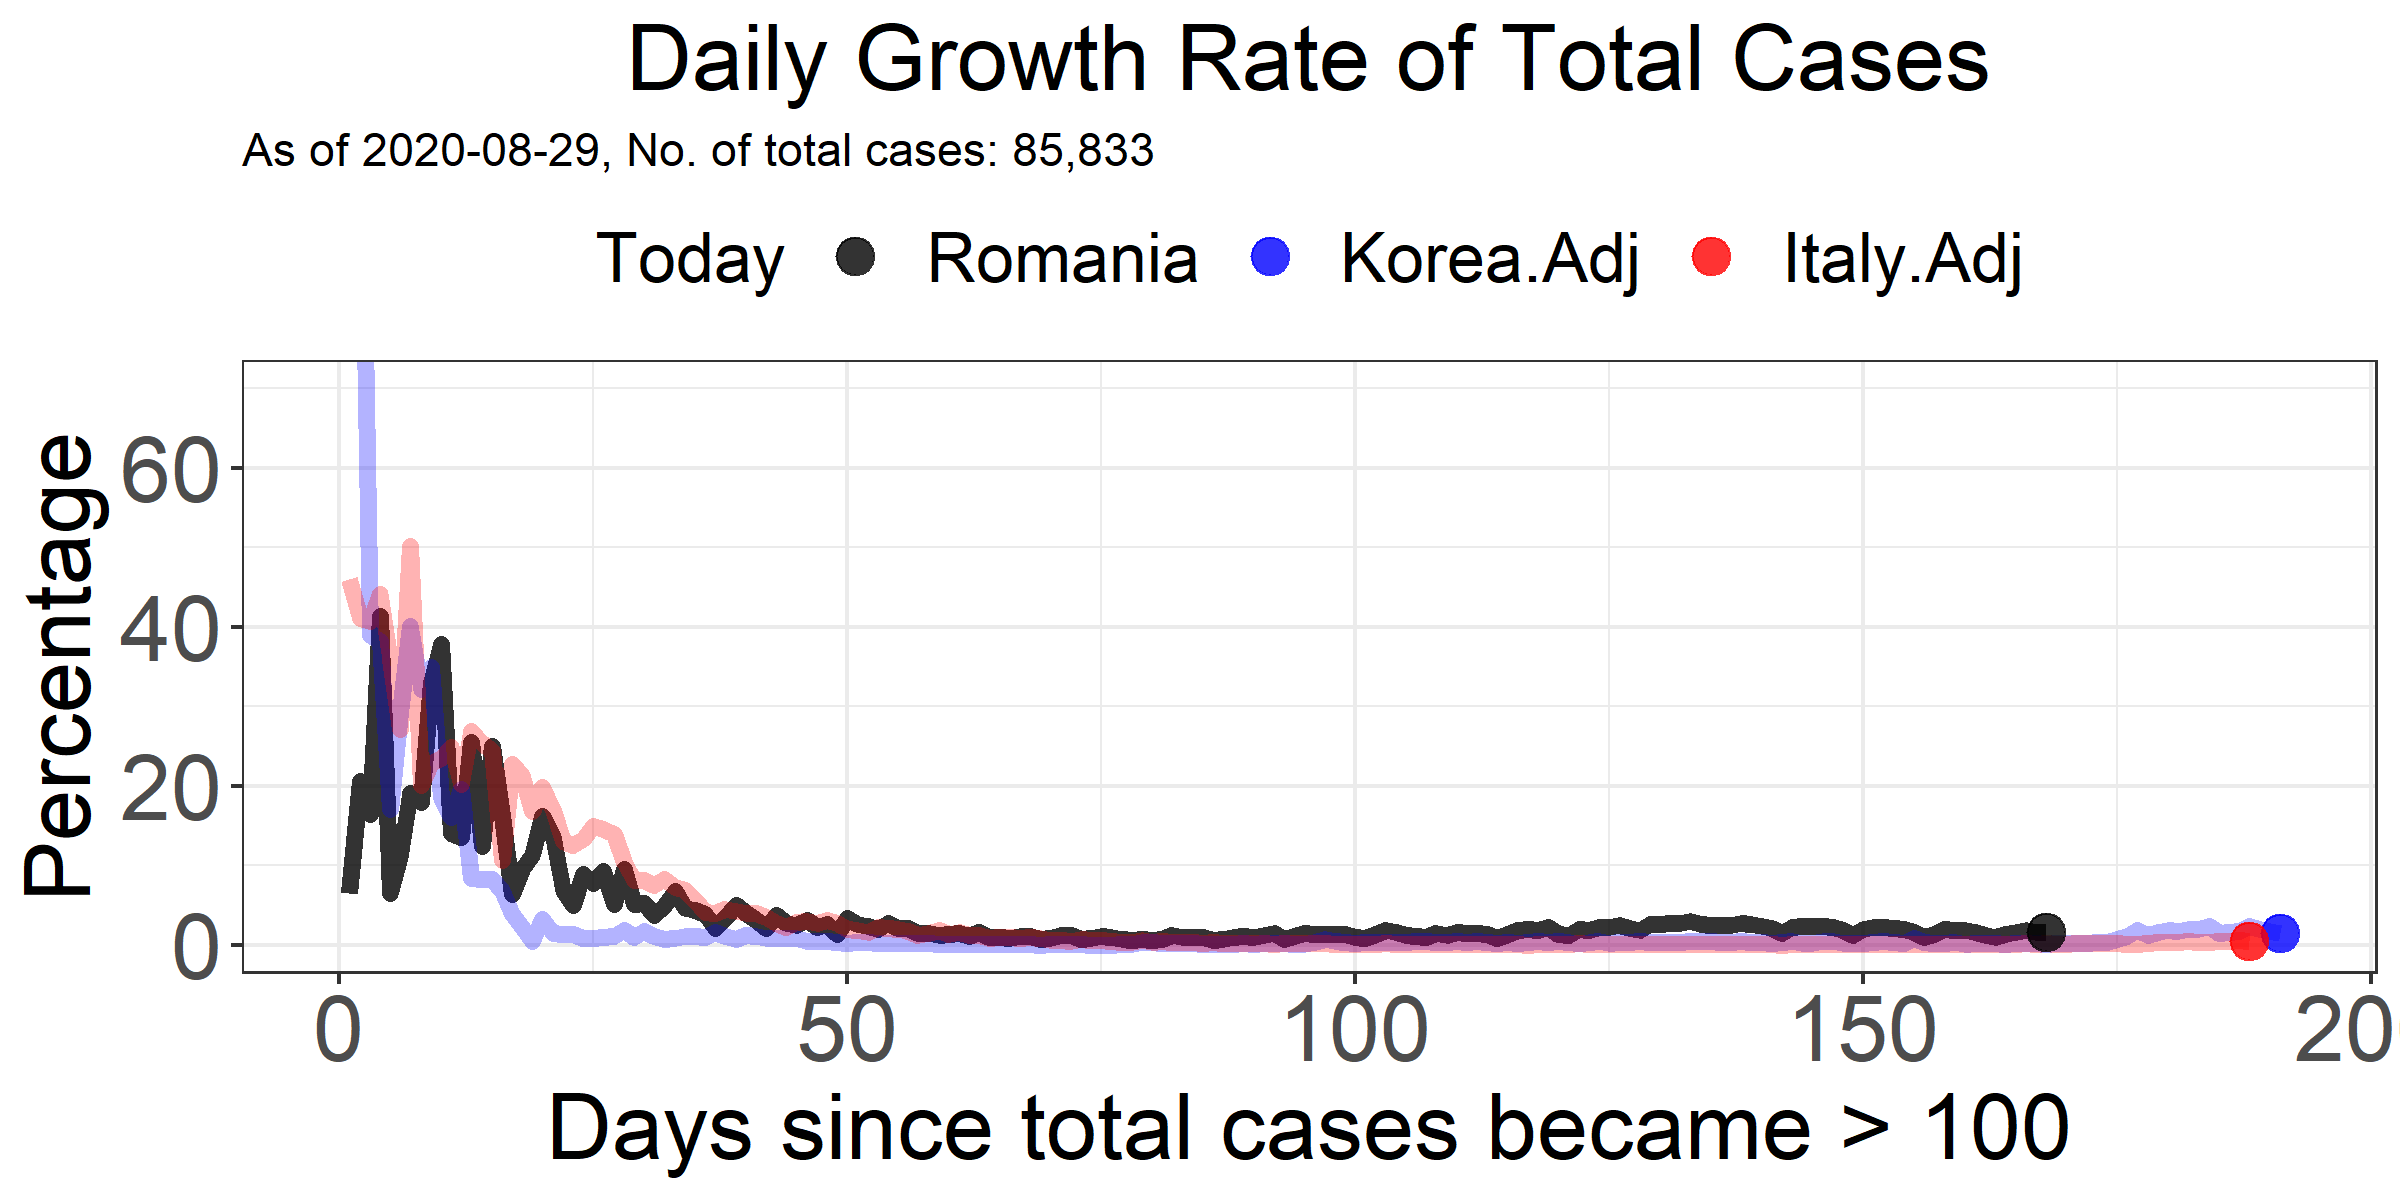 Daily Growth Rate of Total Cases
As of 2020-08-29, No. of total cases: 85,833
Today Romania Korea.Adj Italy.Adj
Percentage
60
40
20
0
0 50 100 150 20
Days since total cases became > 100